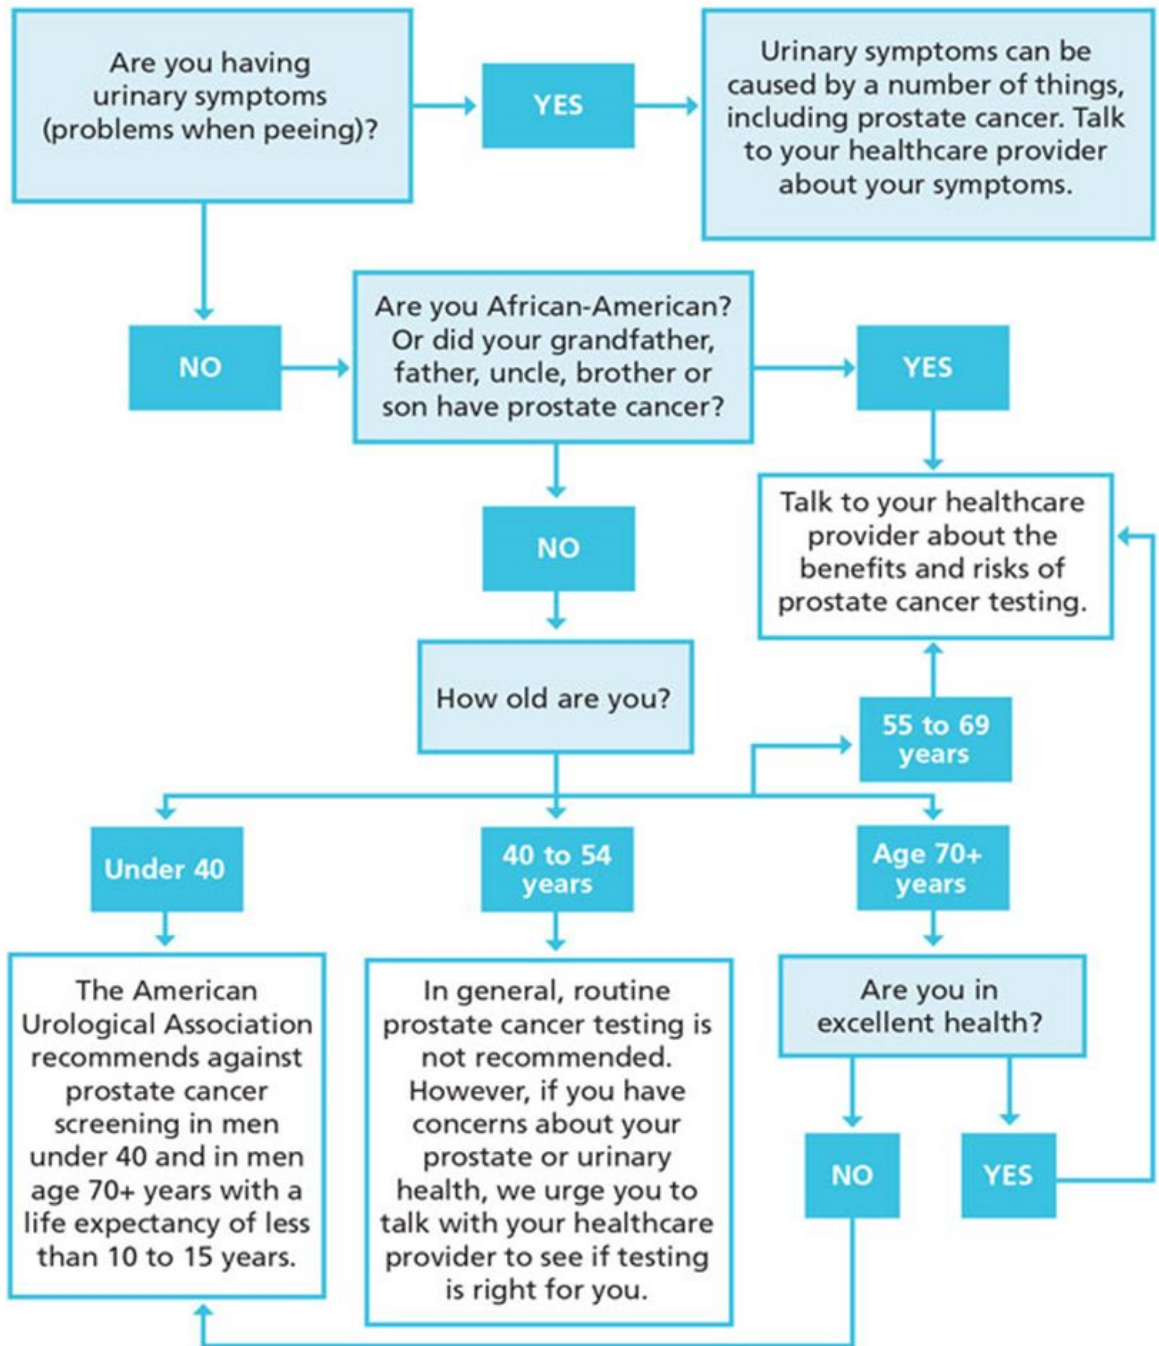 Are you having
urinary symptoms
(problems when peeing)?
YES
Urinary symptoms can be
caused by a number of things,
including prostate cancer. Talk
to your healthcare provider
about your symptoms.
NO
Are you African-American?
Or did your grandfather,
father, uncle, brother or
son have prostate cancer?
YES
Talk to your healthcare
provider about the
benefits and risks of
prostate cancer testing.
NO
How old are you?
55 to 69
years
Under 40
40 to 54
years
Age 70+
years
The American
Urological Association
recommends against
prostate cancer
screening in men
under 40 and in men
age 70+ years with a
life expectancy of less
than 10 to 15 years.
In general, routine
prostate cancer testing is
not recommended.
However, if you have
concerns about your
prostate or urinary
health, we urge you to
talk with your healthcare
provider to see if testing
is right for you.
Are you in
excellent health?
NO
YES